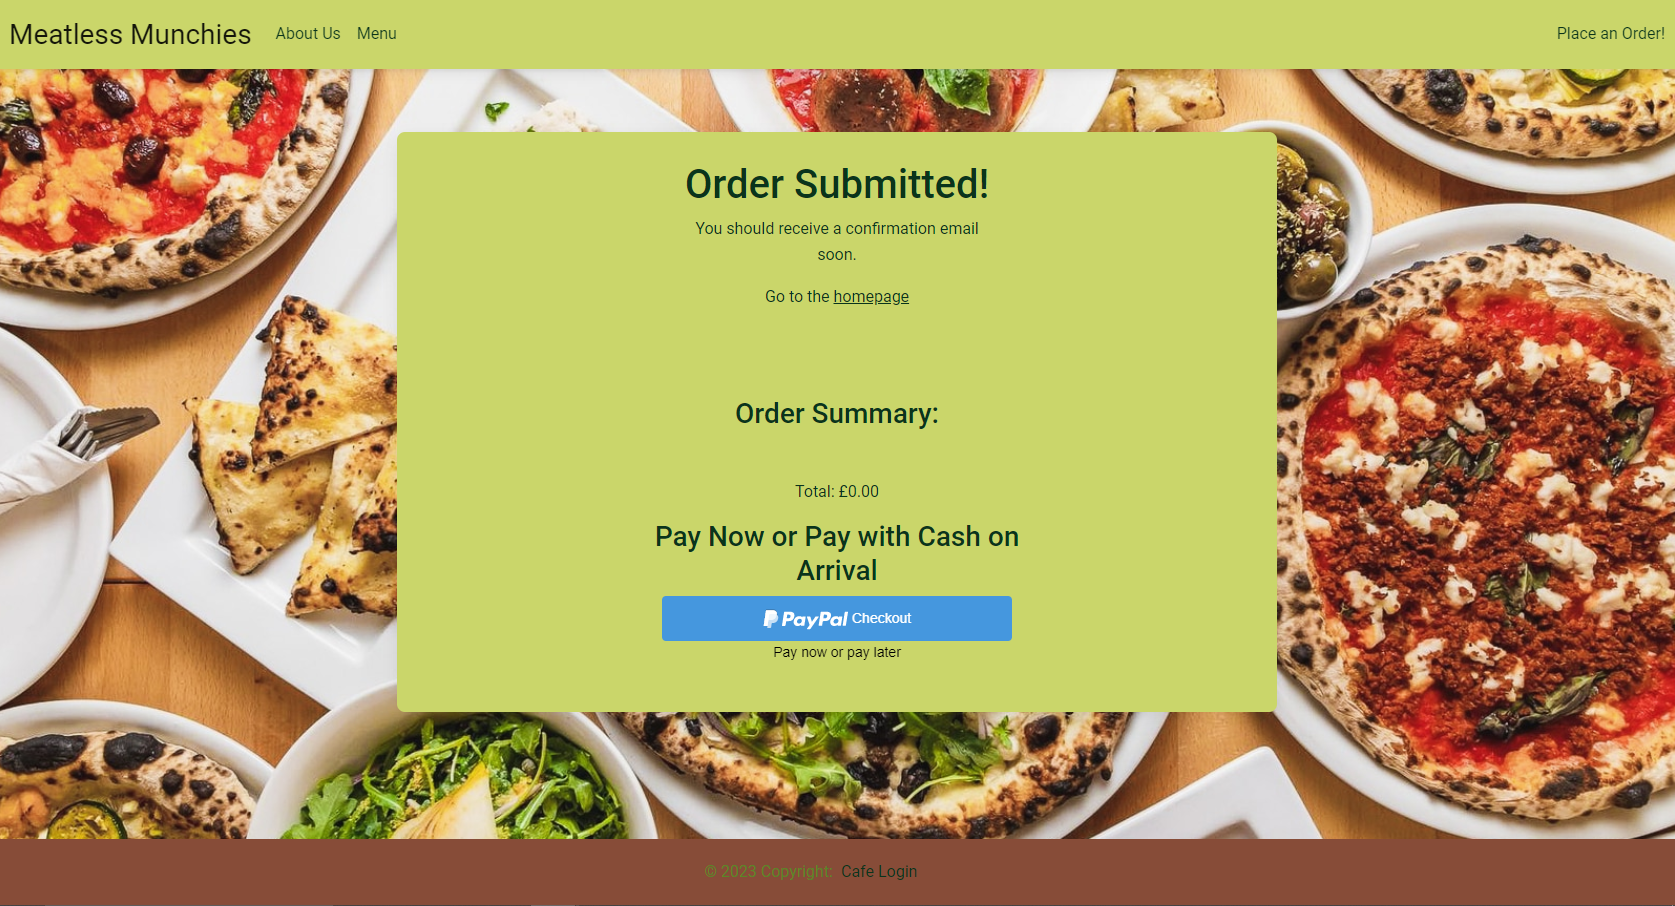 Meatless Munchies About Us Menu Place an Order!
Order Submitted!
You should receive a confirmation email
soon.
Go to the homepage
Order Summary:
Total: £0.00
Pay Now or Pay with Cash on
Arrival
PayPal Checkout
Pay now or pay later
© 2023 Copyright: Cafe Login